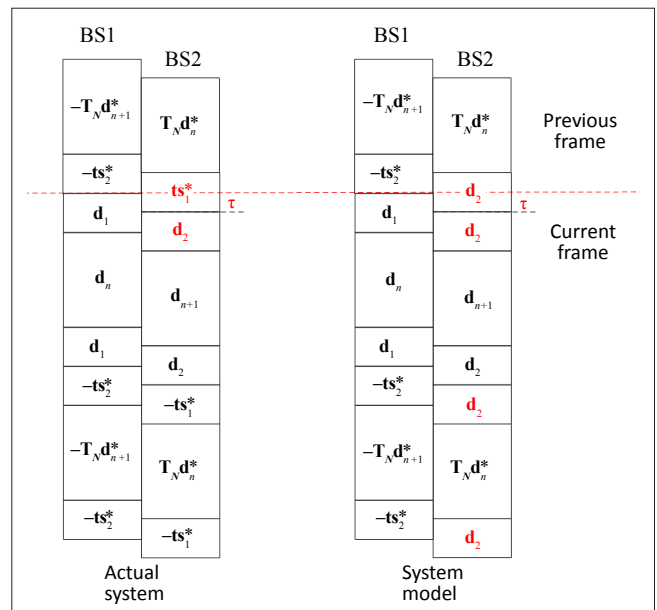 BS1
BS2
BS1
BS2
−T_N d*_{n+1}
T_N d*_n
−T_N d*_{n+1}
T_N d*_n
Previous
frame
−ts*_2
ts*_1
−ts*_2
d_2
τ
τ
d_1
d_2
d_1
d_2
Current
frame
d_n
d_{n+1}
d_n
d_{n+1}
d_1
d_2
d_1
d_2
−ts*_2
−ts*_1
−ts*_2
d_2
−T_N d*_{n+1}
T_N d*_n
−T_N d*_{n+1}
T_N d*_n
−ts*_2
−ts*_1
−ts*_2
d_2
Actual
system
System
model